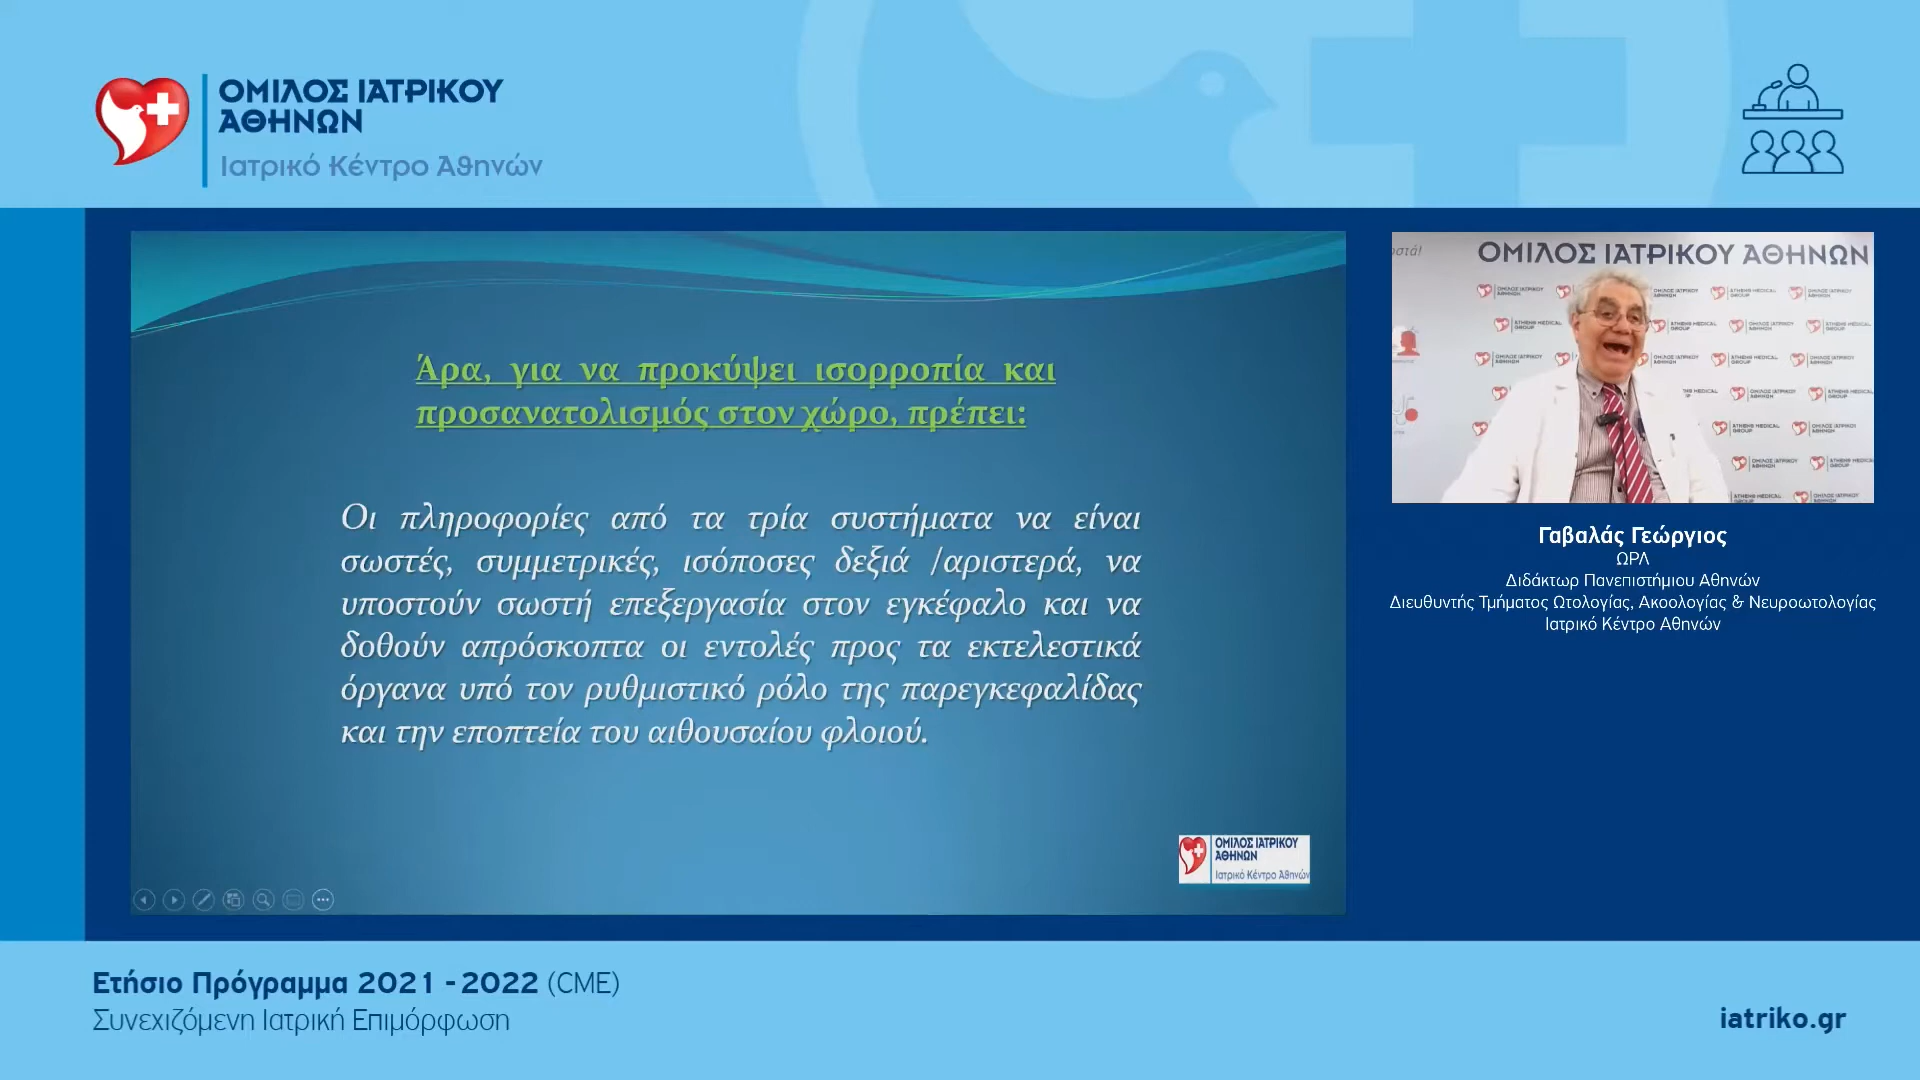 ΟΜΙΛΟΣ ΙΑΤΡΙΚΟΥ
ΑΘΗΝΩΝ
Ιατρικό Κέντρο Αθηνών
Άρα, για να προκύψει ισορροπία και
προσανατολισμός στον χώρο, πρέπει:
Οι πληροφορίες από τα τρία συστήματα να είναι
σωστές, συμμετρικές, ισόποσες δεξιά /αριστερά, να
υποστούν σωστή επεξεργασία στον εγκέφαλο και να
δοθούν απρόσκοπτα οι εντολές προς τα εκτελεστικά
όργανα υπό τον ρυθμιστικό ρόλο της παρεγκεφαλίδας
και την εποπτεία του αιθουσαίου φλοιού.
ΟΜΙΛΟΣ ΙΑΤΡΙΚΟΥ
ΑΘΗΝΩΝ
Ιατρικό Κέντρο Αθηνών
ΟΜΙΛΟΣ ΙΑΤΡΙΚΟΥ ΑΘΗΝΩΝ
ATHENS MEDICAL
GROUP
Γαβαλάς Γεώργιος
ΩΡΛ
Διδάκτωρ Πανεπιστήμιου Αθηνών
Διευθυντής Τμήματος Ωτολογίας, Ακοολογίας & Νευροωτολογίας
Ιατρικό Κέντρο Αθηνών
Ετήσιο Πρόγραμμα 2021 - 2022 (CME)
Συνεχιζόμενη Ιατρική Επιμόρφωση
iatriko.gr